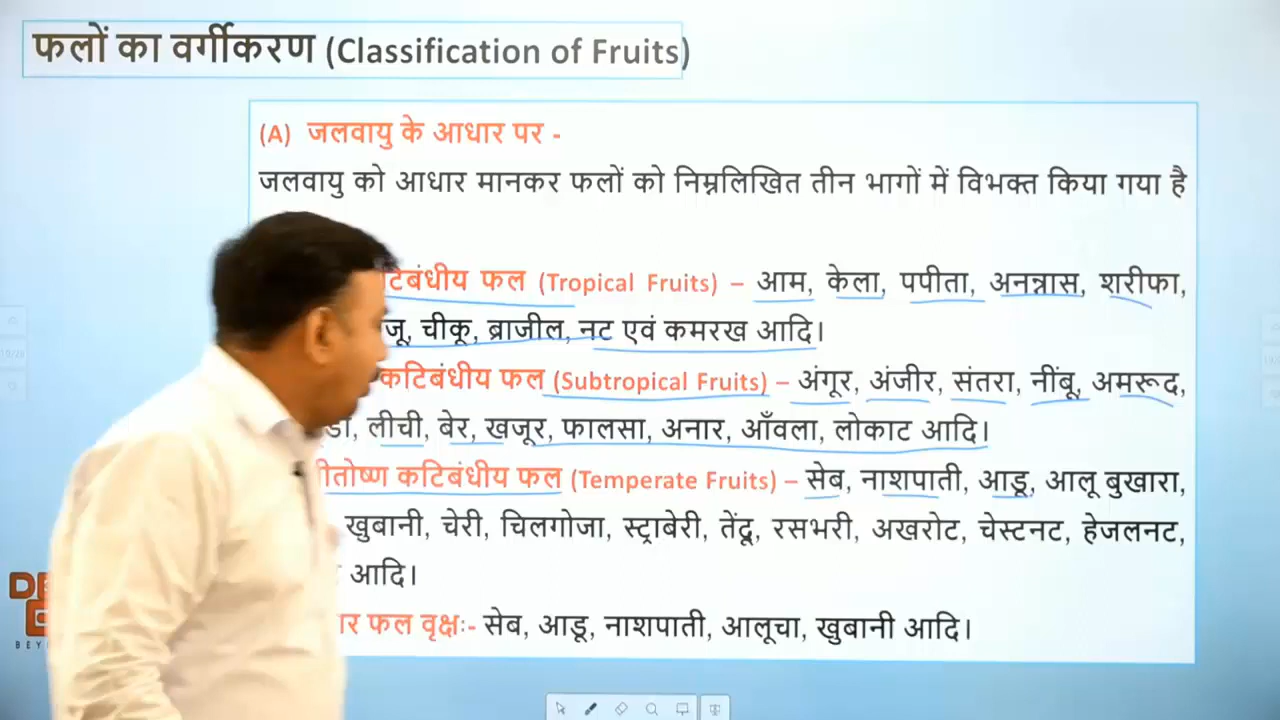 फलों का वर्गीकरण (Classification of Fruits)
(A) जलवायु के आधार पर -
जलवायु को आधार मानकर फलों को निम्नलिखित तीन भागों में विभक्त किया गया है
फल (Tropical Fruits) – आम, केला, पपीता, अनन्नास, शरीफा,
चीकू, ब्राजील, नट एवं कमरख आदि।
कटिबंधीय फल (Subtropical Fruits) – अंगूर, अंजीर, संतरा, नींबू, अमरूद,
लीची, बेर, खजूर, फालसा, अनार, आँवला, लोकाट आदि।
कटिबंधीय फल (Temperate Fruits) – सेब, नाशपाती, आडू, आलू बुखारा,
खुबानी, चेरी, चिलगोजा, स्ट्राबेरी, तेंदू, रसभरी, अखरोट, चेस्टनट, हेजलनट,
आदि।
फल वृक्षः- सेब, आडू, नाशपाती, आलूचा, खुबानी आदि।